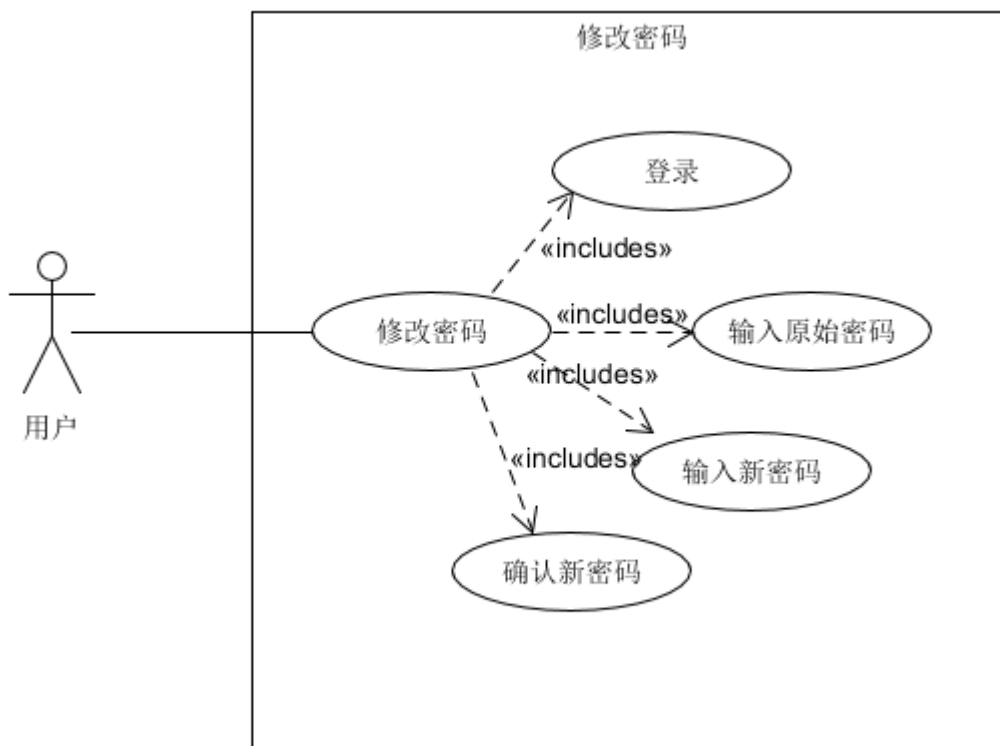 修改密码
登录
«includes»
修改密码
«includes»
输入原始密码
«includes»
用户
«includes»
输入新密码
确认新密码